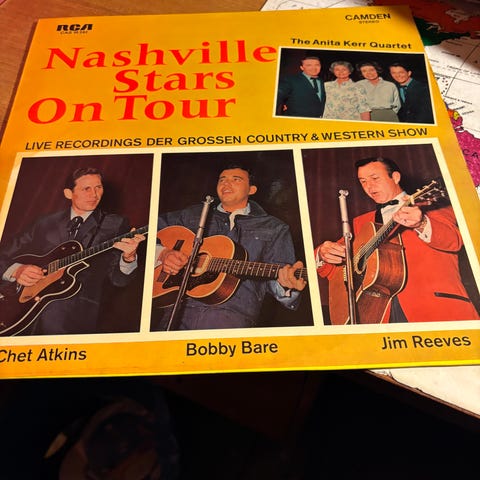 RCA
CAMDEN
STEREO
Nashville
Stars
On Tour
The Anita Kerr Quartet
LIVE RECORDINGS DER GROSSEN COUNTRY & WESTERN SHOW
Chet Atkins
Bobby Bare
Jim Reeves